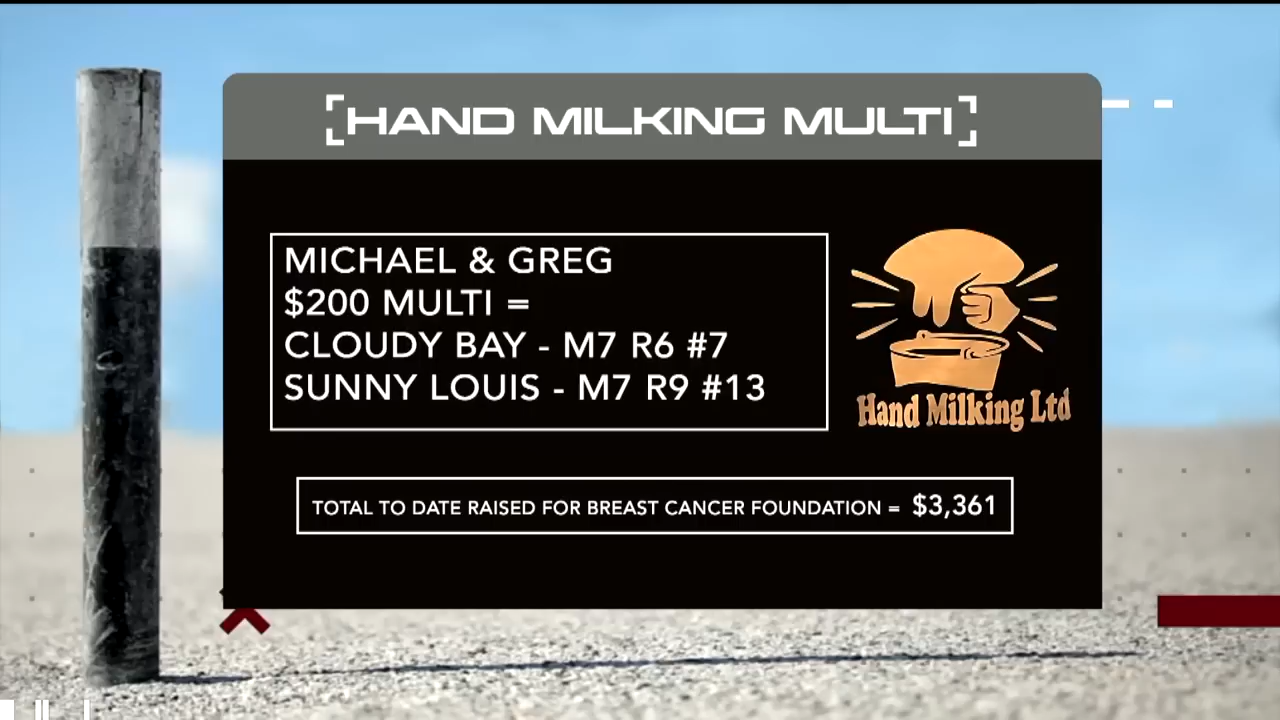 [HAND MILKING MULTI]
MICHAEL & GREG
$200 MULTI =
CLOUDY BAY - M7 R6 #7
SUNNY LOUIS - M7 R9 #13
Hand Milking Ltd
TOTAL TO DATE RAISED FOR BREAST CANCER FOUNDATION = $3,361